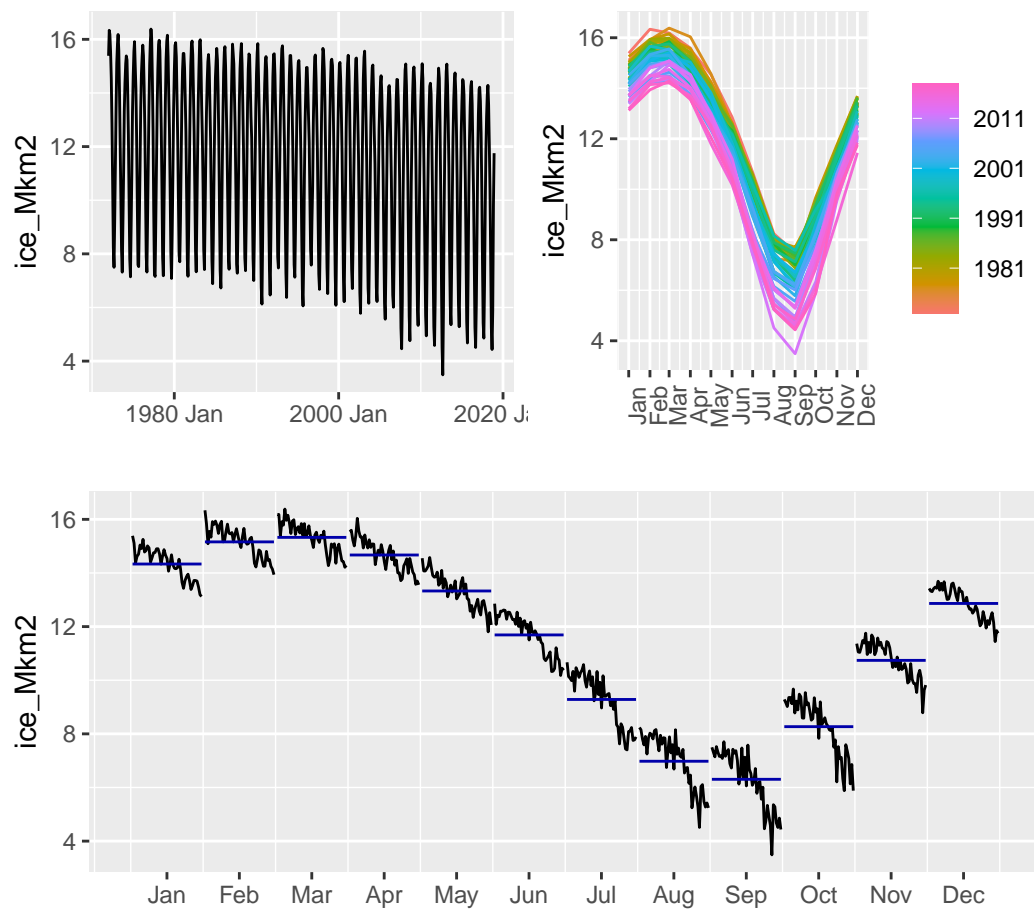 ice_Mkm2
16
12
8
4
1980 Jan
2000 Jan
2020 Ja
ice_Mkm2
16
12
8
4
Jan
Feb
Mar
Apr
May
Jun
Jul
Aug
Sep
Oct
Nov
Dec
2011
2001
1991
1981
ice_Mkm2
16
12
8
4
Jan Feb Mar Apr May Jun Jul Aug Sep Oct Nov Dec